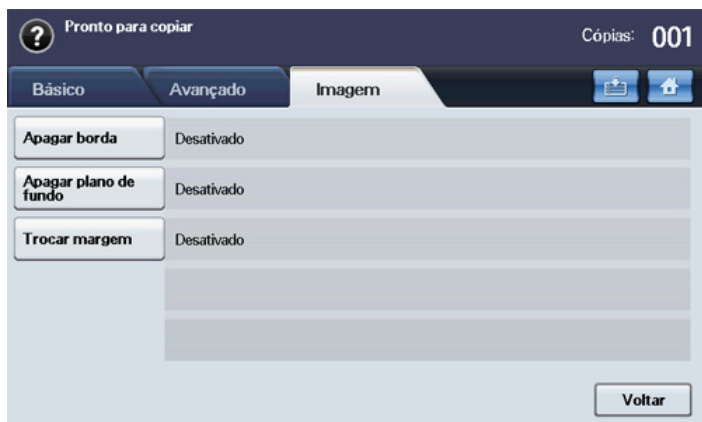 ?
Pronto para copiar
Cópias: 001
Básico Avançado Imagem
Apagar borda Desativado
Apagar plano de
fundo Desativado
Trocar margem Desativado
Voltar